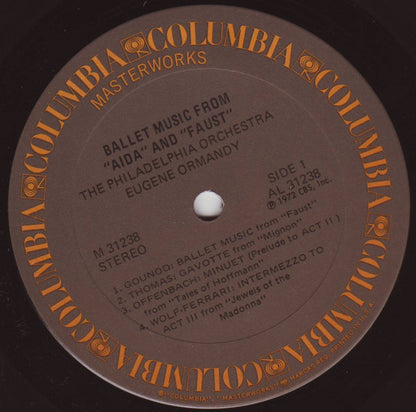 COLUMBIA COLUMBIA COLUMBIA COLUMBIA COLUMBIA COLUMBIA
MASTERWORKS
BALLET MUSIC FROM
"AIDA" AND "FAUST"
THE PHILADELPHIA ORCHESTRA
EUGENE ORMANDY
M 31238
STEREO
SIDE 1
AL 31238
℗ 1972 CBS, Inc.
1. GOUNOD: BALLET MUSIC from "Faust"
2. THOMAS: GAVOTTE from "Mignon"
3. OFFENBACH: MINUET (Prelude to ACT II)
from "Tales of Hoffmann"
4. WOLF-FERRARI: INTERMEZZO TO
ACT III from "Jewels of the
Madonna"
"COLUMBIA", MASTERWORKS